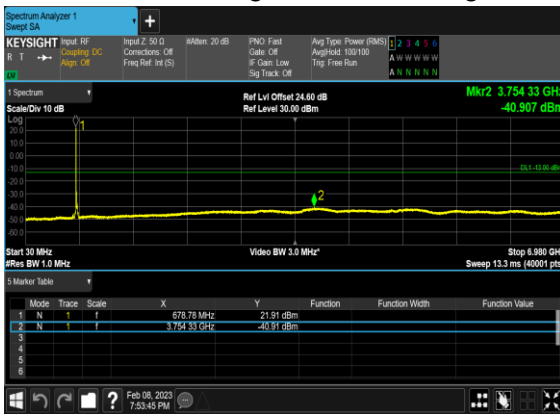 Spectrum Analyzer 1
Swept SA
KEYSIGHT Input: RF Input Z: 50 Ω #Atten: 20 dB PNO: Fast Avg Type: Power (RMS) 1 2 3 4 5 6
R T Coupling: DC Corrections: Off Gate: Off Avg|Hold: 100/100 A W W W W W
Align: Off Freq Ref: Int (S) IF Gain: Low Trig: Free Run
Sig Track: Off A N N N N N
LV
1 Spectrum Ref Lvl Offset 24.60 dB Mkr2 3.754 33 GHz
Scale/Div 10 dB Ref Level 30.00 dBm -40.907 dBm
Log
20.0
10.0
0.00
-10.0
-20.0
-30.0
-40.0
-50.0
-60.0
1
DL1 -13.00 dBm
2
Start 30 MHz Video BW 3.0 MHz* Stop 6.980 GHz
#Res BW 1.0 MHz Sweep 13.3 ms (40001 pts)
5 Marker Table
Mode Trace Scale X Y Function Function Width Function Value
1 N 1 f 678.78 MHz 21.91 dBm
2 N 1 f 3.754 33 GHz -40.91 dBm
3
4
5
6
? Feb 08, 2023
7:53:45 PM